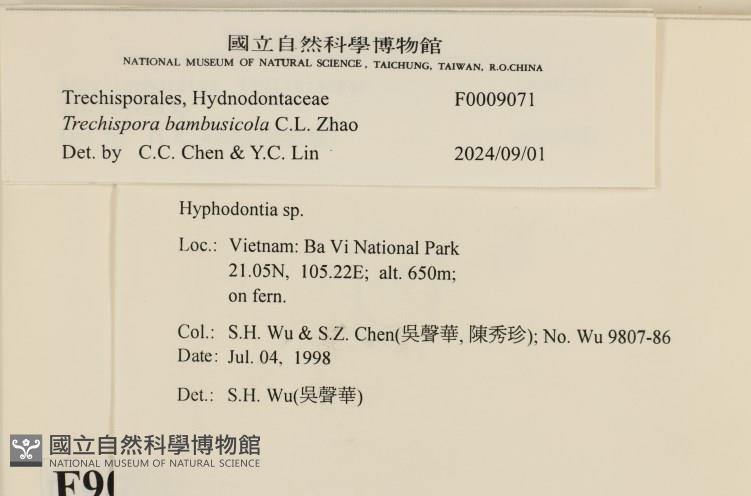 國立自然科學博物館
NATIONAL MUSEUM OF NATURAL SCIENCE, TAICHUNG, TAIWAN, R.O.CHINA
Trechisporales, Hydnodontaceae F0009071
Trechispora bambusicola C.L. Zhao
Det. by C.C. Chen & Y.C. Lin 2024/09/01
Hyphodontia sp.
Loc.: Vietnam: Ba Vi National Park
21.05N, 105.22E; alt. 650m;
on fern.
Col.: S.H. Wu & S.Z. Chen(吳聲華, 陳秀珍); No. Wu 9807-86
Date: Jul. 04, 1998
Det.: S.H. Wu(吳聲華)
國立自然科學博物館
NATIONAL MUSEUM OF NATURAL SCIENCE